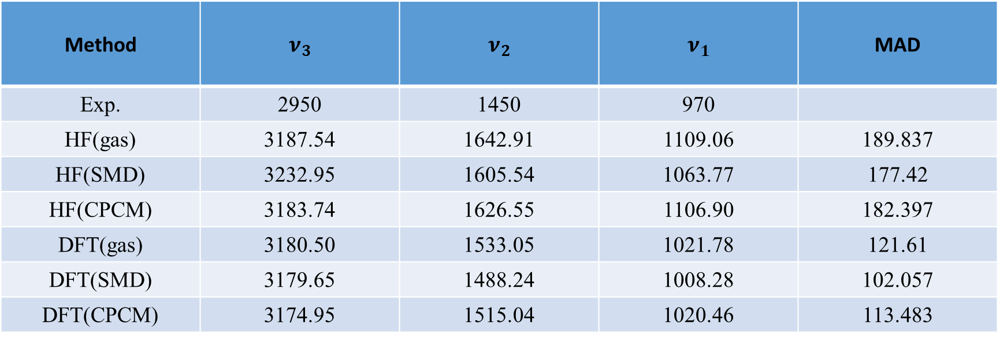 Method ν₃ ν₂ ν₁ MAD
Exp. 2950 1450 970
HF(gas) 3187.54 1642.91 1109.06 189.837
HF(SMD) 3232.95 1605.54 1063.77 177.42
HF(CPCM) 3183.74 1626.55 1106.90 182.397
DFT(gas) 3180.50 1533.05 1021.78 121.61
DFT(SMD) 3179.65 1488.24 1008.28 102.057
DFT(CPCM) 3174.95 1515.04 1020.46 113.483